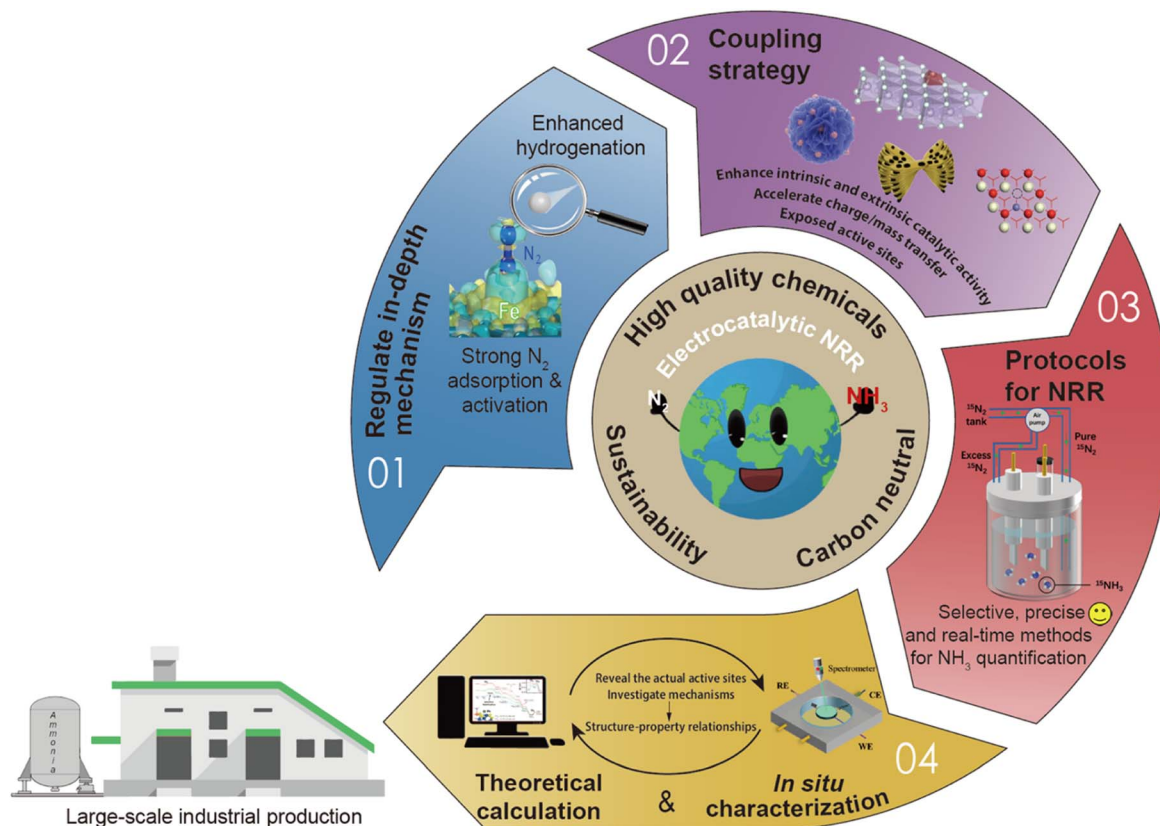 01
Regulate in-depth
mechanism
Enhanced
hydrogenation
N₂
Fe
Strong N₂
adsorption &
activation
02
Coupling
strategy
Enhance intrinsic and extrinsic catalytic activity
Accelerate charge/mass transfer
Exposed active sites
03
Protocols
for NRR
¹⁵N₂
tank
Air
pump
Pure
¹⁵N₂
Excess
¹⁵N₂
¹⁵NH₃
Selective, precise
and real-time methods
for NH₃ quantification
High quality chemicals
Electrocatalytic NRR
N₂
NH₃
Sustainability
Carbon neutral
04
Reveal the actual active sites
Investigate mechanisms
Structure-property relationships
Spectrometer
RE
CE
WE
Theoretical
calculation
&
In situ
characterization
Ammonia
Large-scale industrial production